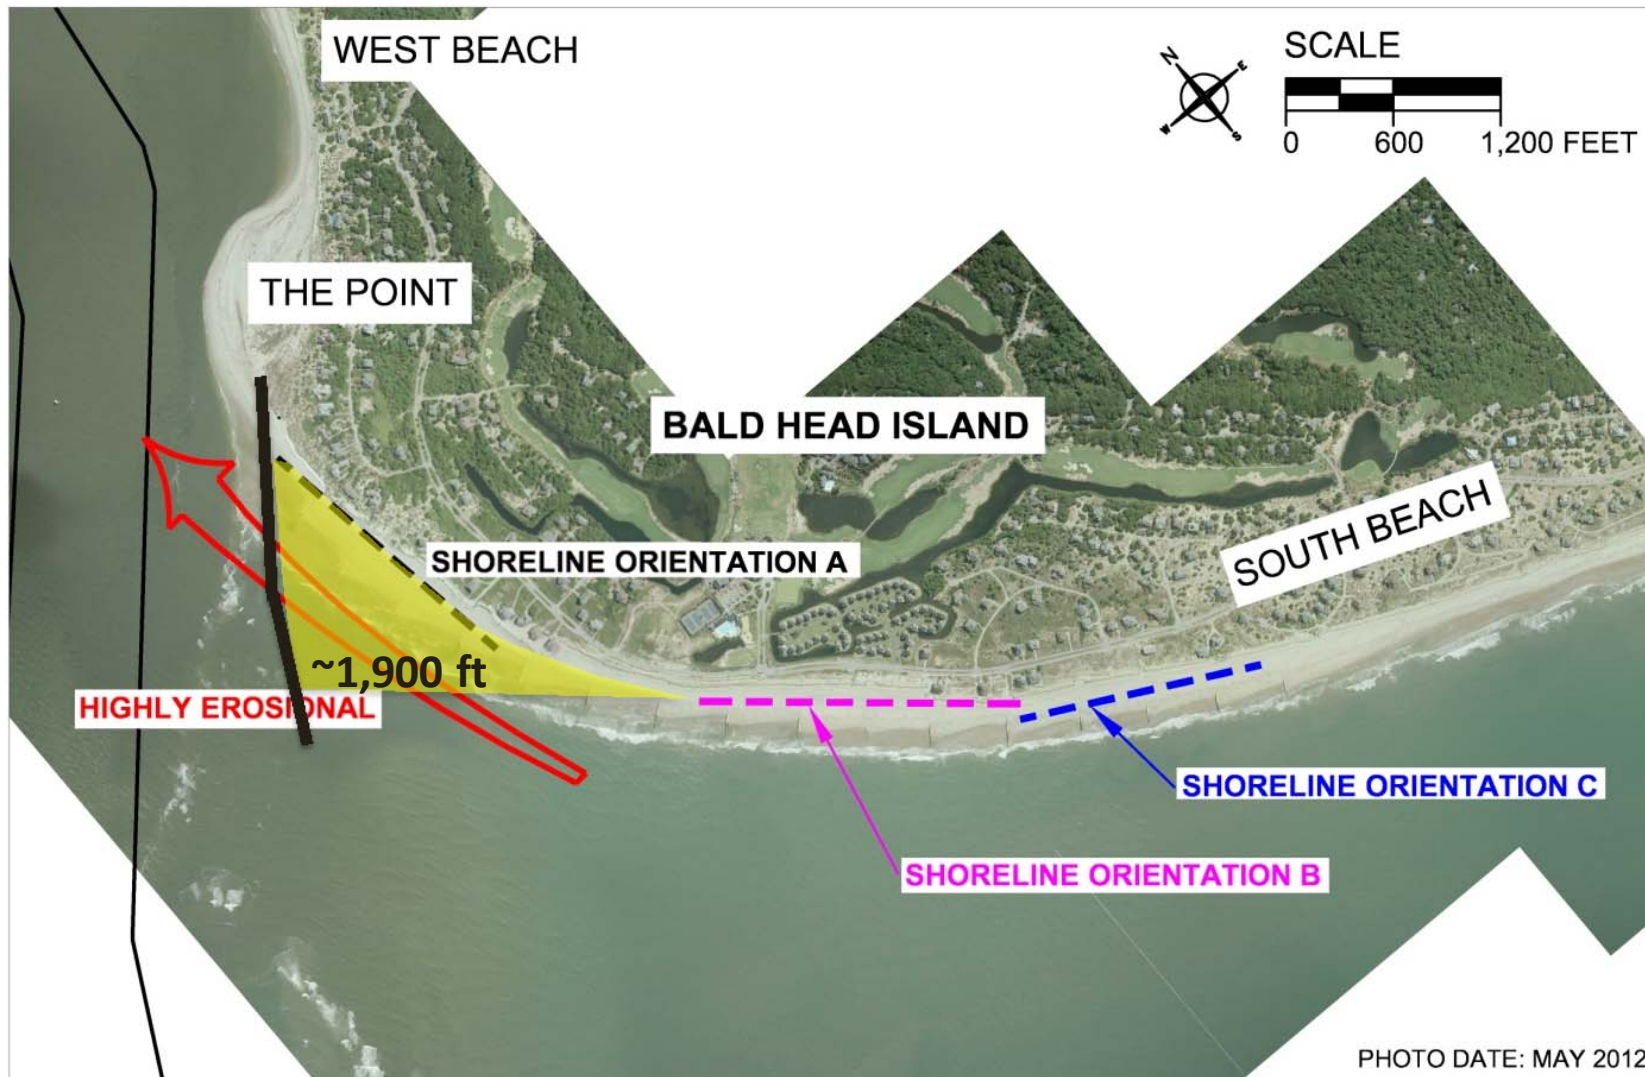 WEST BEACH
SCALE
N
E
W
S
0 600 1,200 FEET
THE POINT
BALD HEAD ISLAND
SOUTH BEACH
SHORELINE ORIENTATION A
~1,900 ft
HIGHLY EROSIONAL
SHORELINE ORIENTATION C
SHORELINE ORIENTATION B
PHOTO DATE: MAY 2012